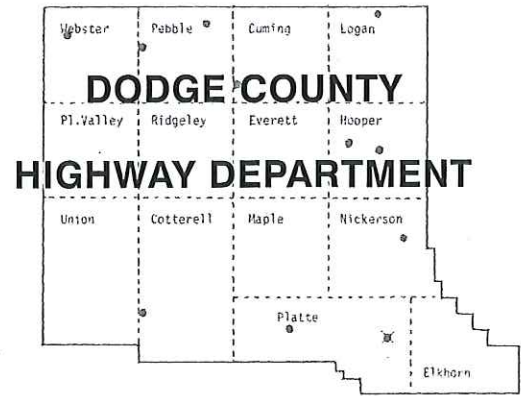 Webster Pebble Cuming Logan
DODGE COUNTY
Pl.Valley Ridgeley Everett Hooper
HIGHWAY DEPARTMENT
Union Cotterell Maple Nickerson
Platte
Elkhorn